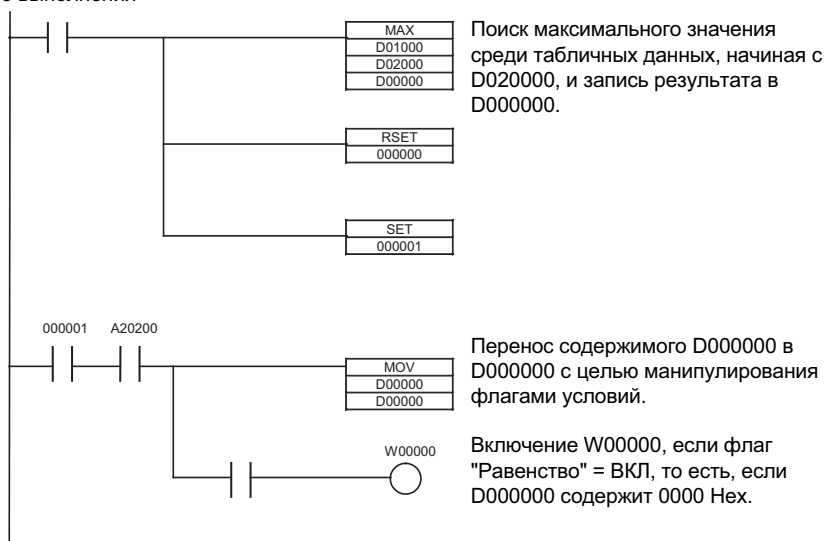 MAX
D01000
D02000
D00000
Поиск максимального значения
среди табличных данных, начиная с
D020000, и запись результата в
D000000.
RSET
000000
SET
000001
000001 A20200
MOV
D00000
D00000
Перенос содержимого D000000 в
D000000 с целью манипулирования
флагами условий.
W00000
Включение W00000, если флаг
"Равенство" = ВКЛ, то есть, если
D000000 содержит 0000 Hex.